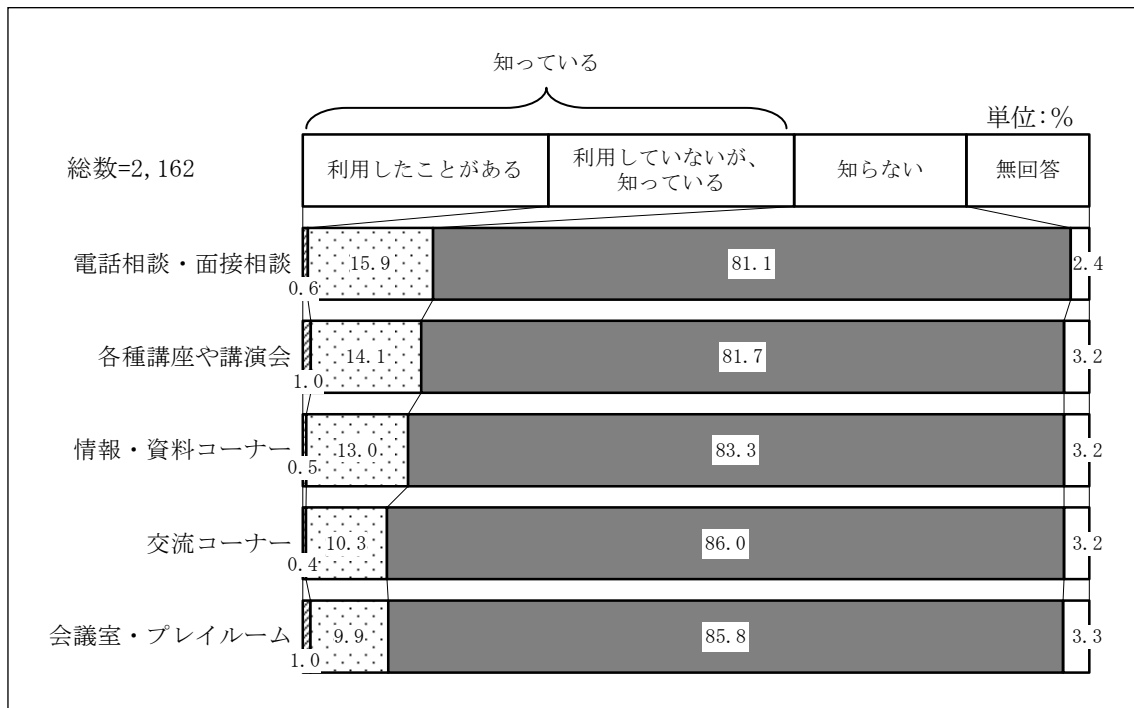 知っている
単位:%
総数=2,162
利用したことがある
利用していないが、
知っている
知らない
無回答
電話相談・面接相談
0.6
15.9
81.1
2.4
各種講座や講演会
1.0
14.1
81.7
3.2
情報・資料コーナー
0.5
13.0
83.3
3.2
交流コーナー
0.4
10.3
86.0
3.2
会議室・プレイルーム
1.0
9.9
85.8
3.3